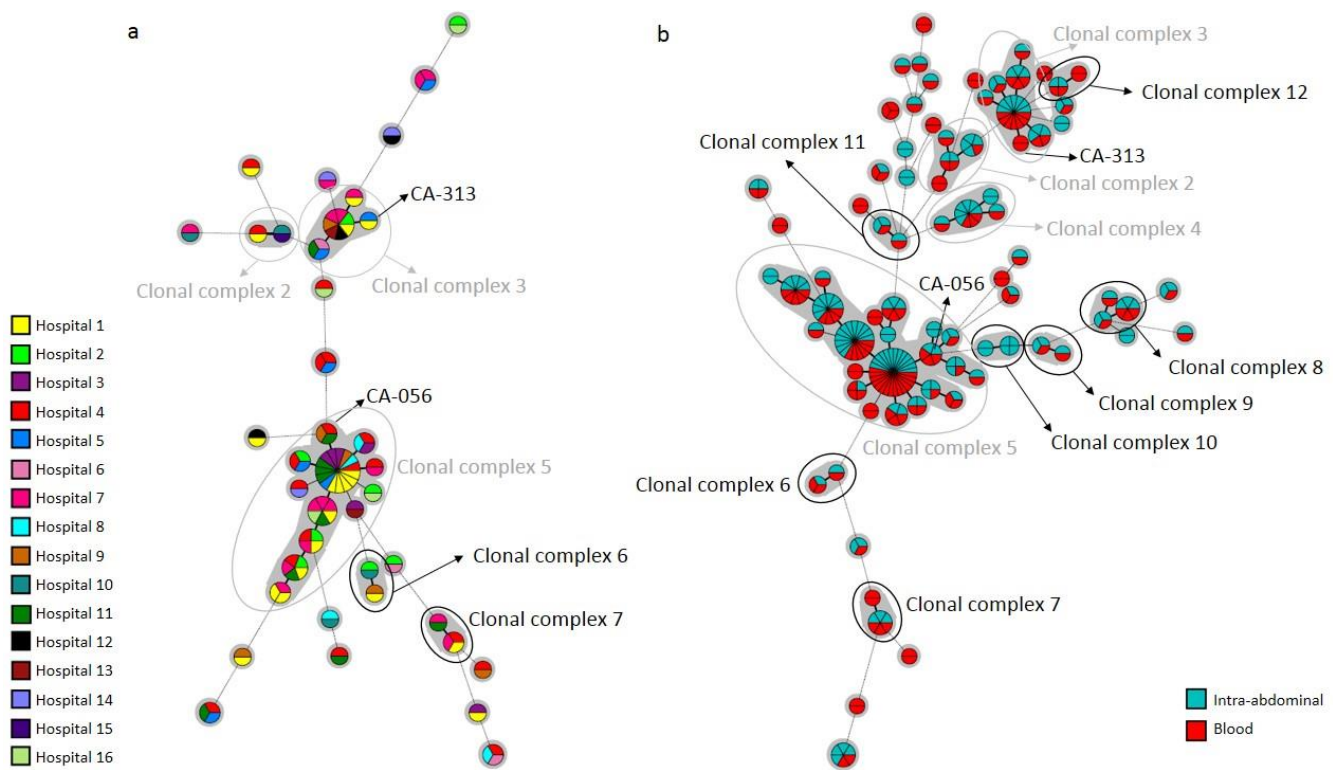 a
CA-313
Clonal complex 2
Clonal complex 3
CA-056
Clonal complex 5
Clonal complex 6
Clonal complex 7
Hospital 1
Hospital 2
Hospital 3
Hospital 4
Hospital 5
Hospital 6
Hospital 7
Hospital 8
Hospital 9
Hospital 10
Hospital 11
Hospital 12
Hospital 13
Hospital 14
Hospital 15
Hospital 16
b
Clonal complex 3
Clonal complex 12
Clonal complex 11
CA-313
Clonal complex 2
Clonal complex 4
CA-056
Clonal complex 8
Clonal complex 9
Clonal complex 5
Clonal complex 10
Clonal complex 6
Clonal complex 7
Intra-abdominal
Blood